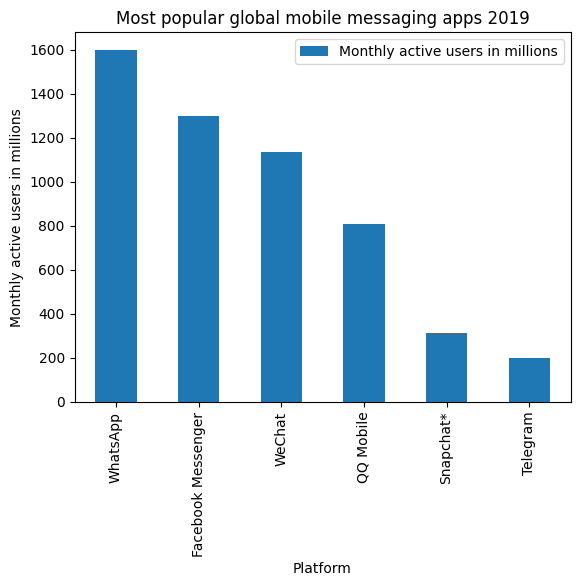 Most popular global mobile messaging apps 2019
Monthly active users in millions
Monthly active users in millions
1600
1400
1200
1000
800
600
400
200
0
WhatsApp
Facebook Messenger
WeChat
QQ Mobile
Snapchat*
Telegram
Platform